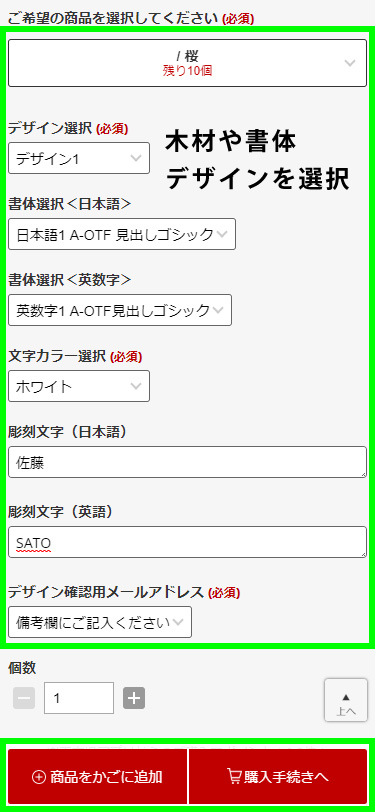 ご希望の商品を選択してください (必須)
/ 桜
残り10個
デザイン選択 (必須)
デザイン1
木材や書体
デザインを選択
書体選択＜日本語＞
日本語1 A-OTF 見出しゴシック
書体選択＜英数字＞
英数字1 A-OTF見出しゴシック
文字カラー選択 (必須)
ホワイト
彫刻文字（日本語）
佐藤
彫刻文字（英語）
SATO
デザイン確認用メールアドレス (必須)
備考欄にご記入ください
個数
1
▲
上へ
商品をかごに追加
購入手続きへ